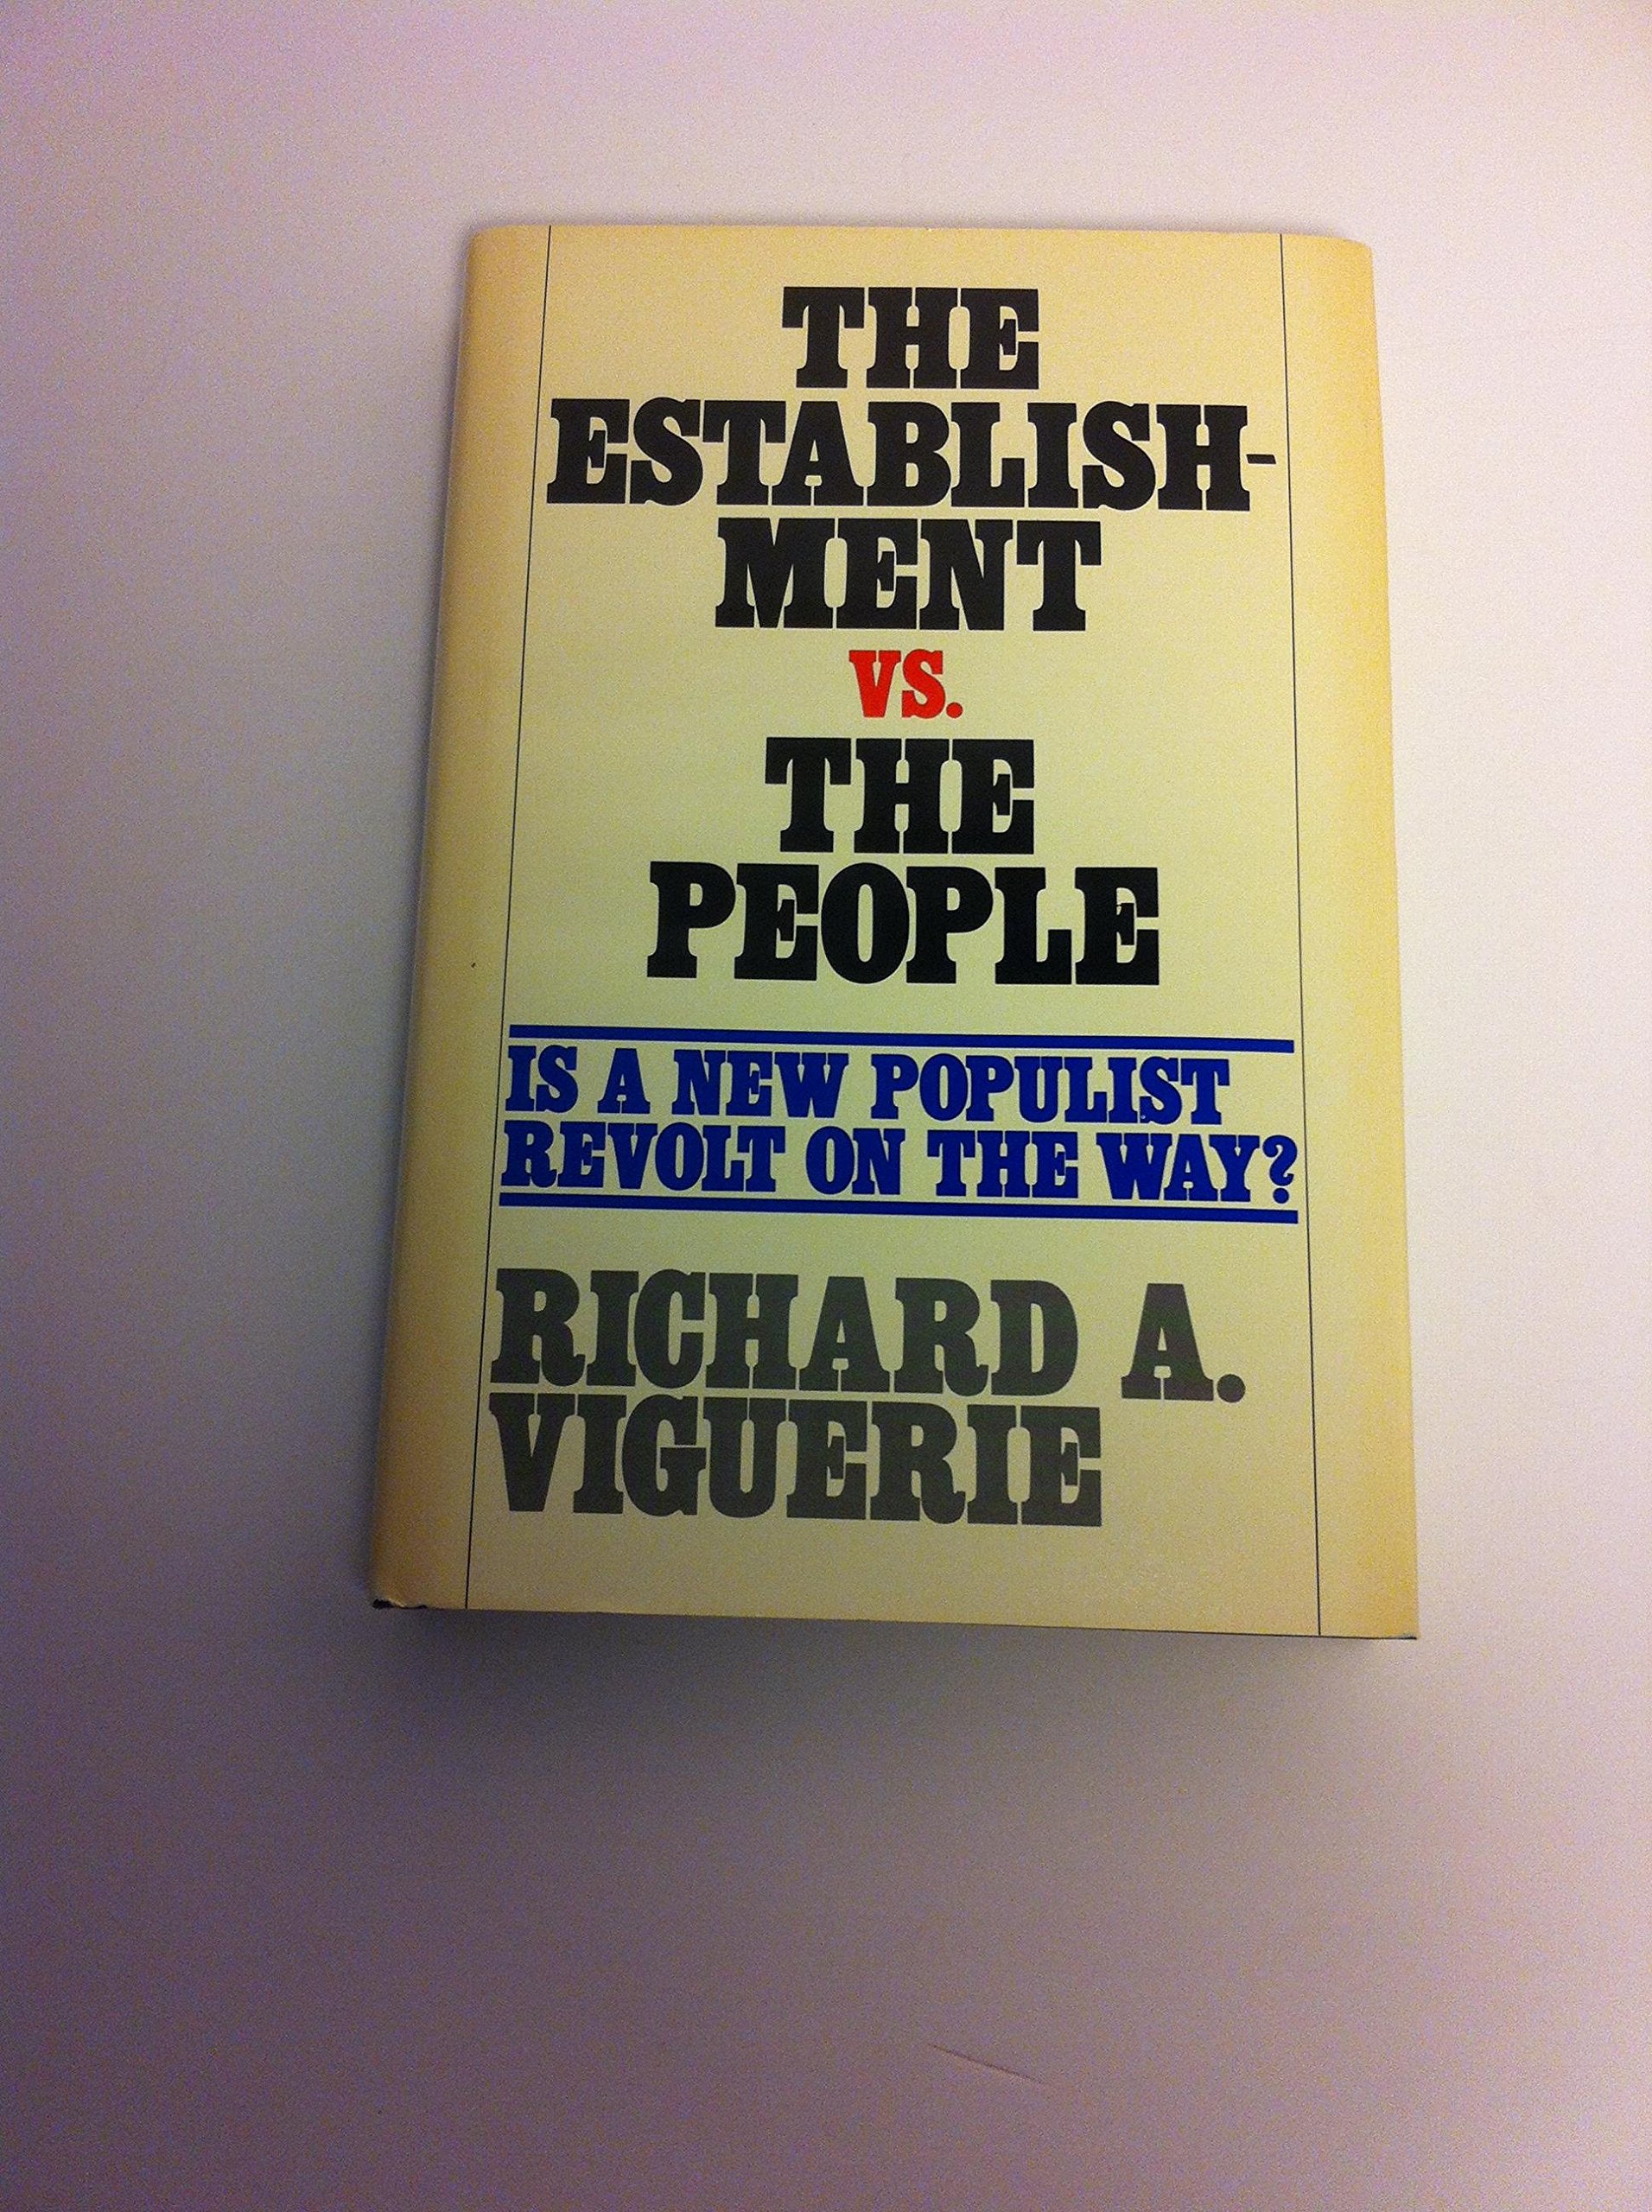 THE
ESTABLISH-
MENT
VS.
THE
PEOPLE
IS A NEW POPULIST
REVOLT ON THE WAY?
RICHARD A.
VIGUERIE